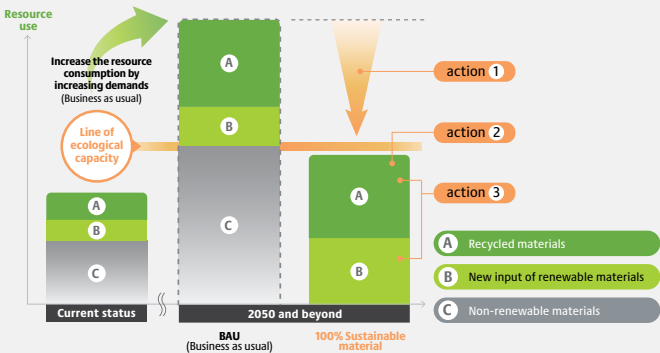 Resource
use
Increase the resource
consumption by
increasing demands
(Business as usual)
Line of
ecological
capacity
A
B
C
A
B
C
A
B
action 1
action 2
action 3
A Recycled materials
B New input of renewable materials
C Non-renewable materials
Current status
2050 and beyond
BAU
(Business as usual)
100% Sustainable
material